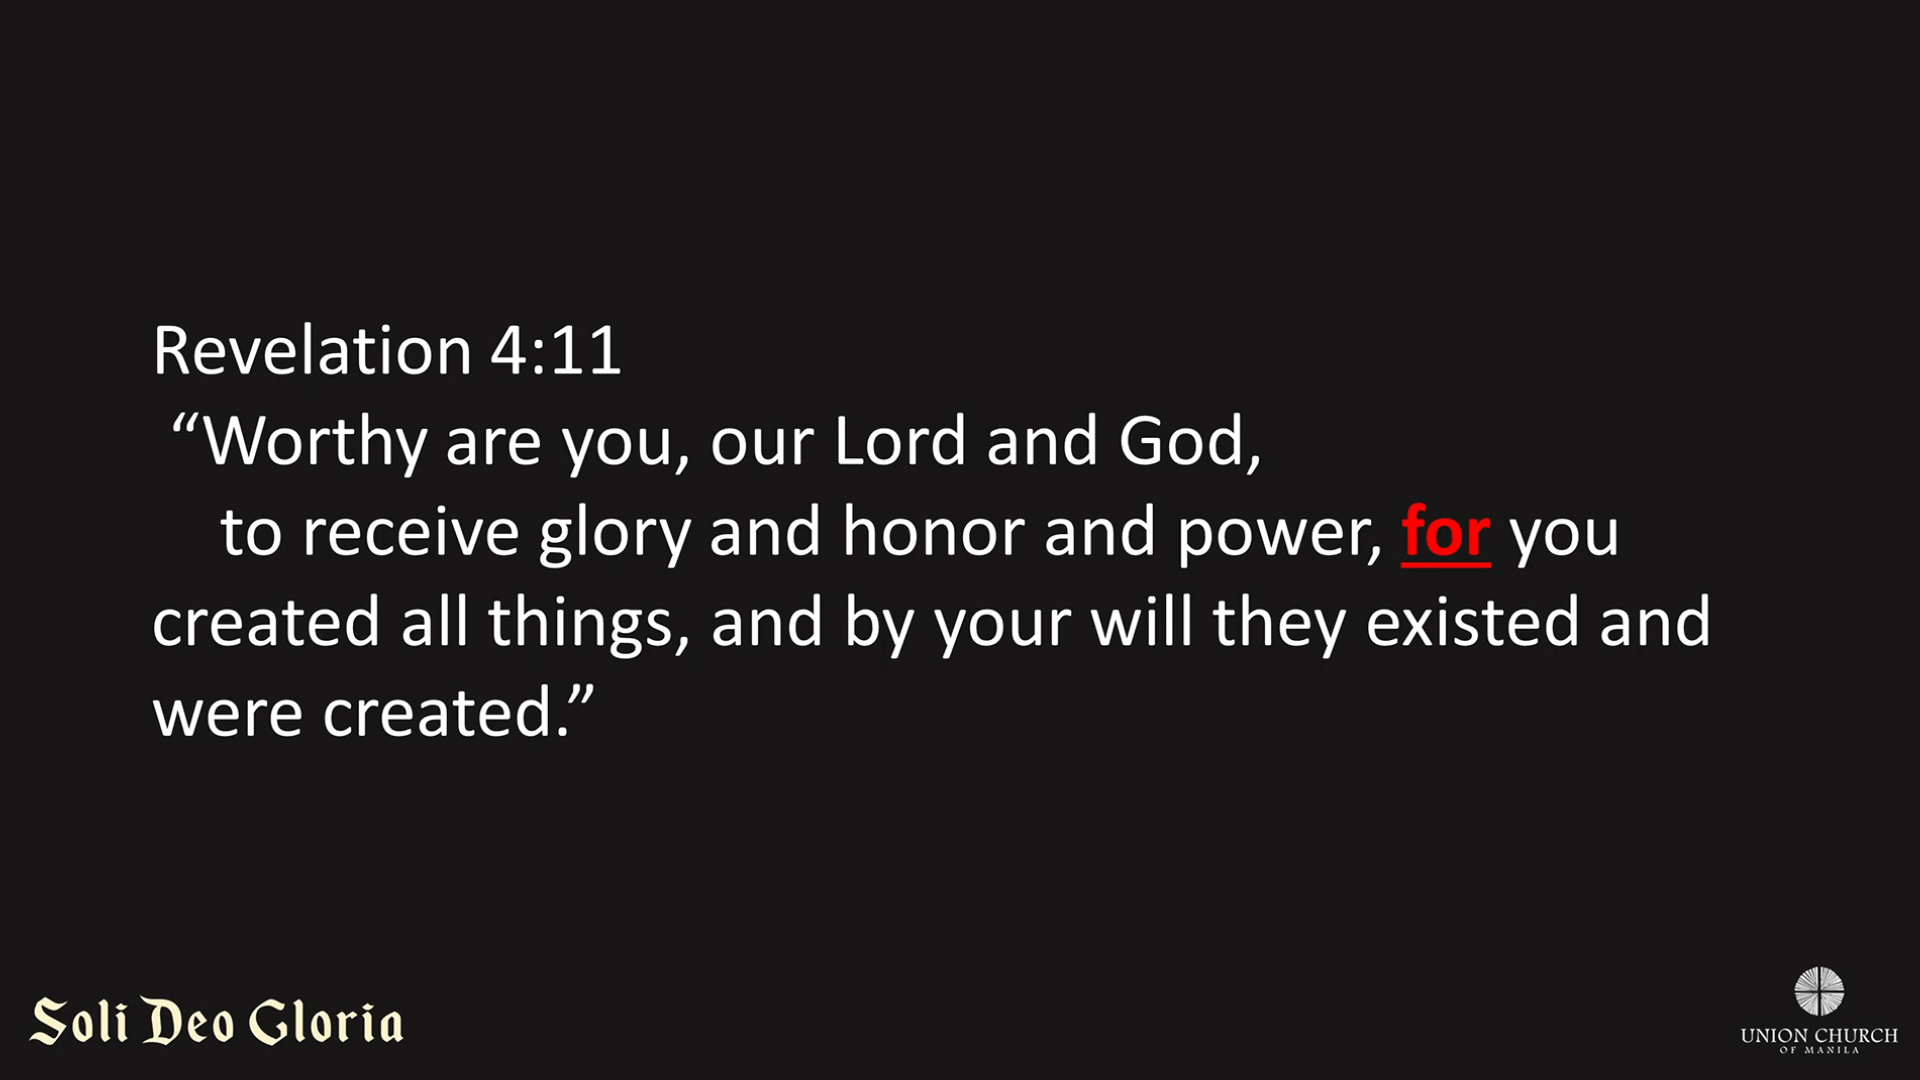 Revelation 4:11
“Worthy are you, our Lord and God,
to receive glory and honor and power, for you
created all things, and by your will they existed and
were created.”
Soli Deo Gloria
UNION CHURCH
OF MANILA